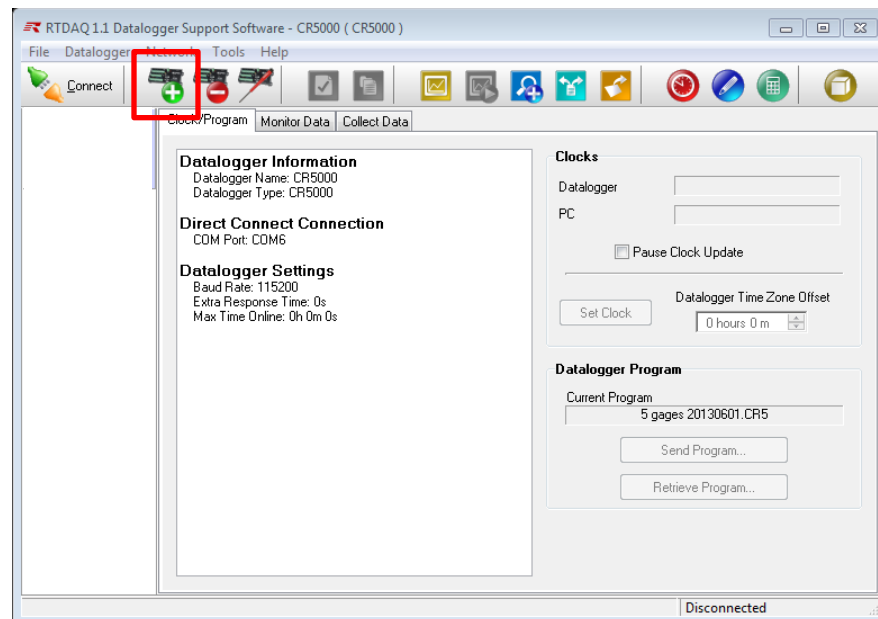 RTDAQ 1.1 Datalogger Support Software - CR5000 ( CR5000 )
File Datalogger Network Tools Help
Connect
Clock/Program Monitor Data Collect Data
Datalogger Information
Datalogger Name: CR5000
Datalogger Type: CR5000
Direct Connect Connection
COM Port: COM6
Datalogger Settings
Baud Rate: 115200
Extra Response Time: 0s
Max Time Online: 0h 0m 0s
Clocks
Datalogger
PC
Pause Clock Update
Set Clock
Datalogger Time Zone Offset
0 hours 0 m
Datalogger Program
Current Program
5 gages 20130601.CR5
Send Program...
Retrieve Program...
Disconnected